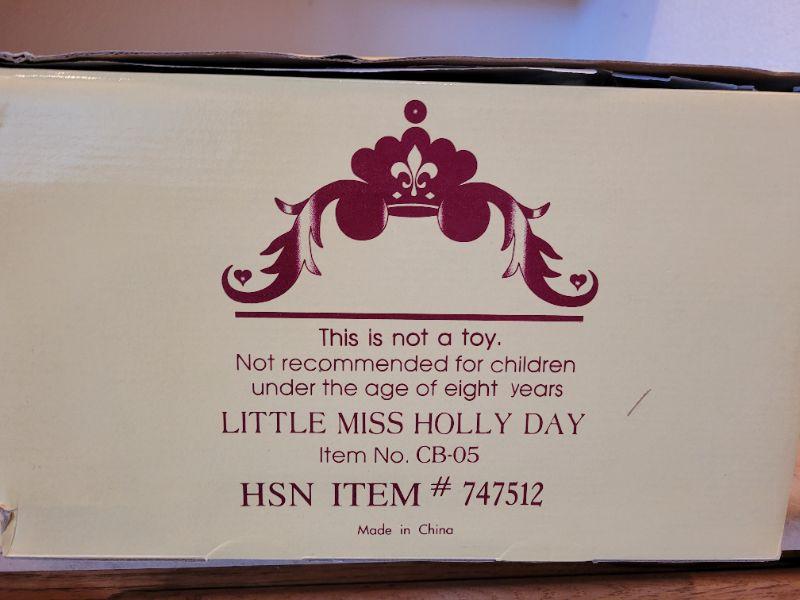 This is not a toy.
Not recommended for children
under the age of eight years
LITTLE MISS HOLLY DAY
Item No. CB-05
HSN ITEM # 747512
Made in China